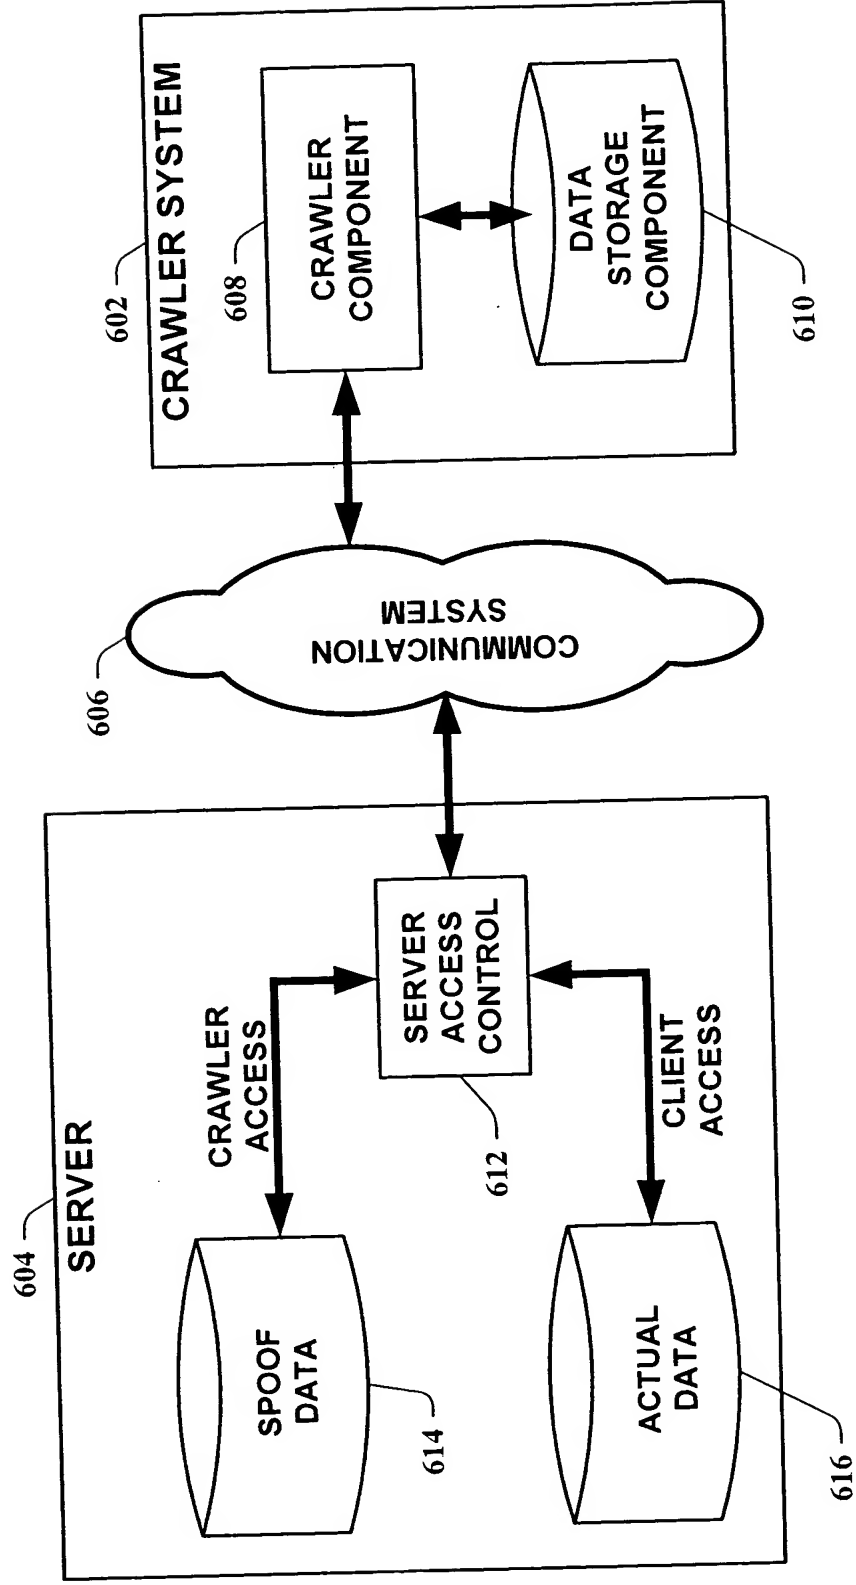 604
SERVER
SPOOF
DATA
614
CRAWLER
ACCESS
SERVER
ACCESS
CONTROL
612
ACTUAL
DATA
616
CLIENT
ACCESS
606
COMMUNICATION
SYSTEM
602
CRAWLER SYSTEM
608
CRAWLER
COMPONENT
DATA
STORAGE
COMPONENT
610